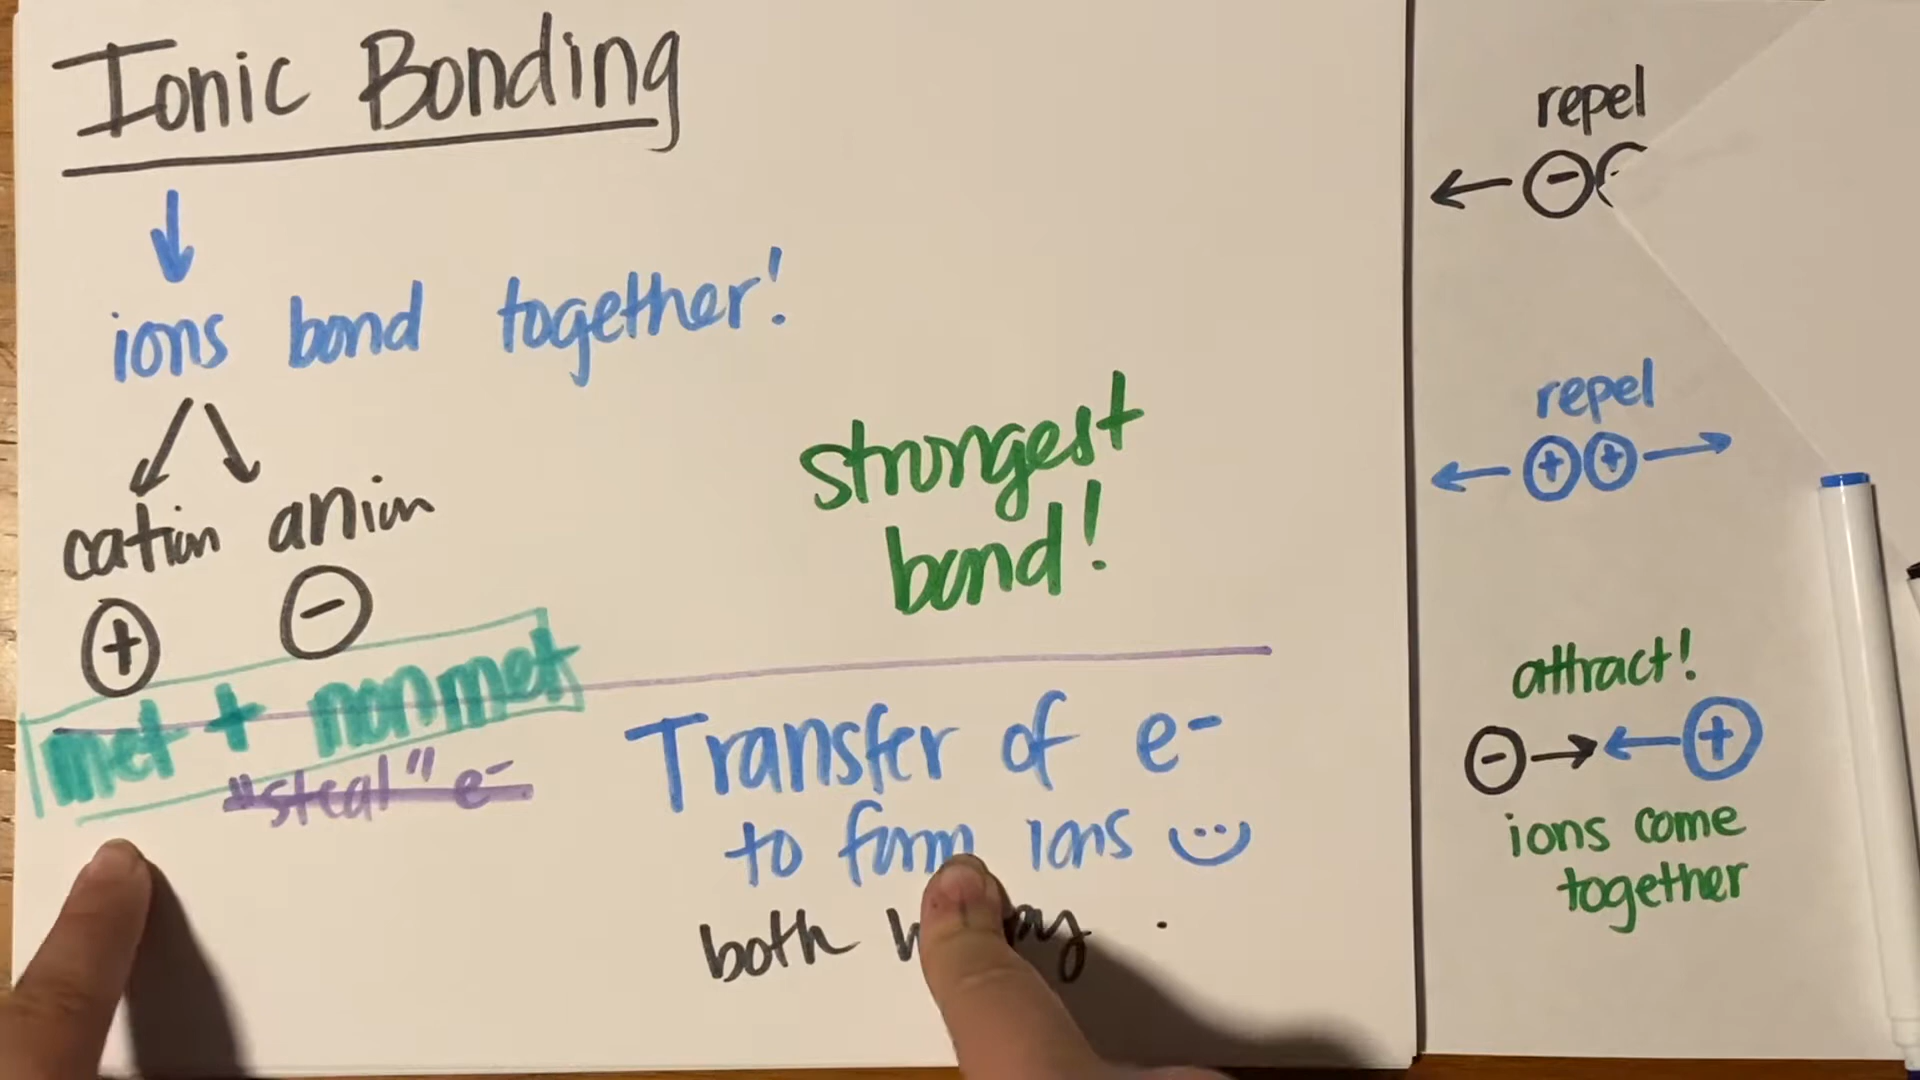 Ionic Bonding
ions bond together!
cation anion
+ −
met + nonmet
"steal" e-
strongest
bond!
Transfer of e-
to form ions
both
repel
−
repel
+ +
attract!
− +
ions come
together